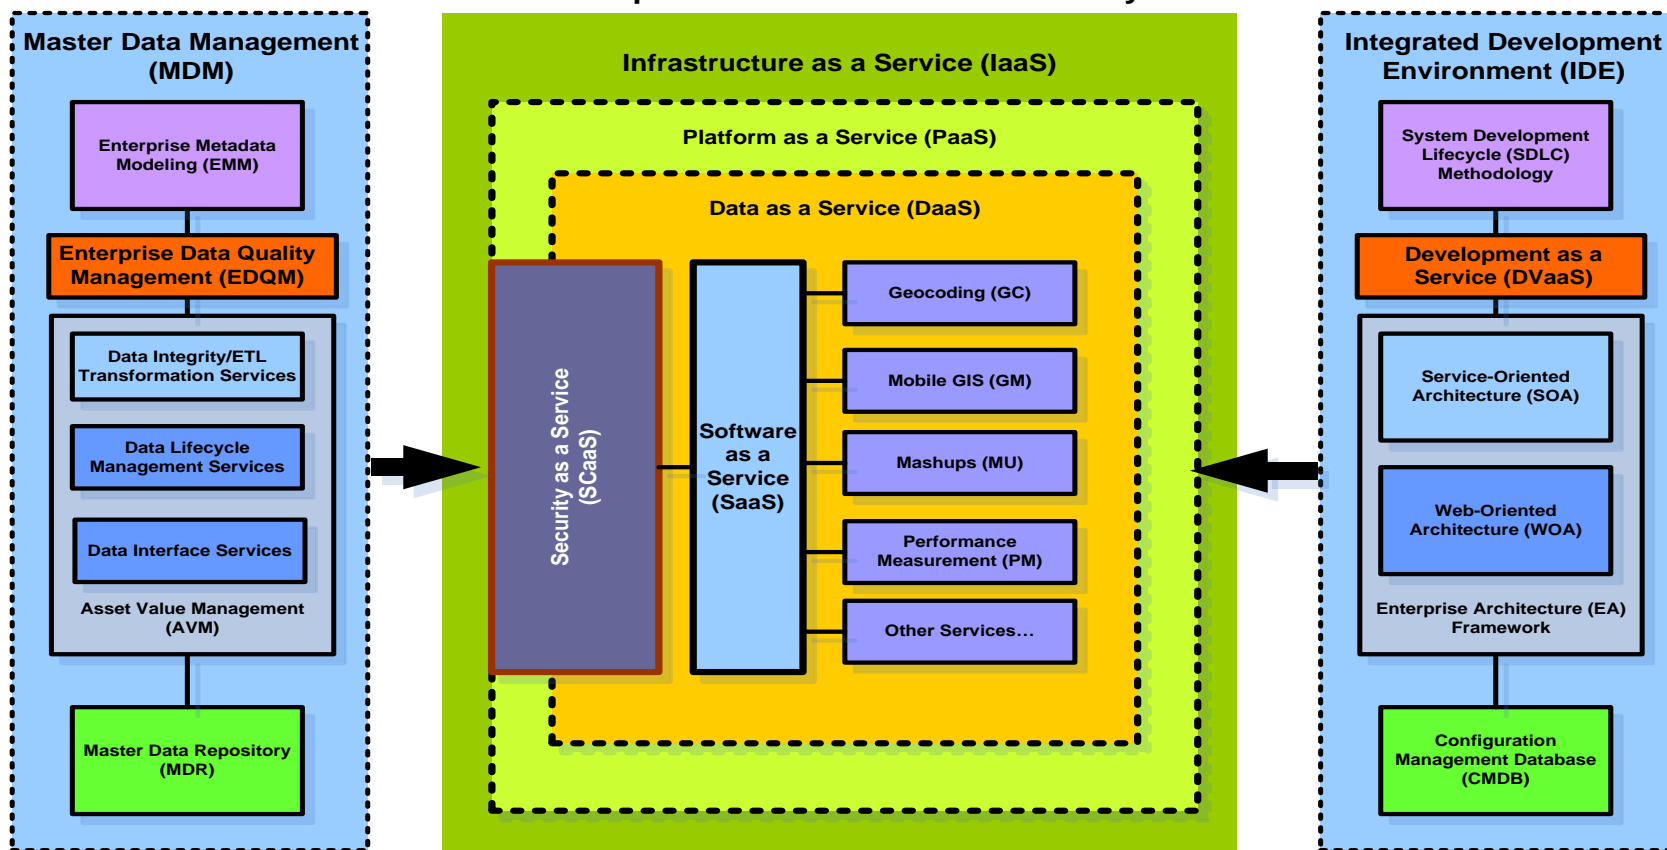 Master Data Management
(MDM)
Enterprise Metadata
Modeling (EMM)
Enterprise Data Quality
Management (EDQM)
Data Integrity/ETL
Transformation Services
Data Lifecycle
Management Services
Data Interface Services
Asset Value Management
(AVM)
Master Data Repository
(MDR)
Infrastructure as a Service (IaaS)
Platform as a Service (PaaS)
Data as a Service (DaaS)
Security as a Service
(SCaaS)
Software
as a
Service
(SaaS)
Geocoding (GC)
Mobile GIS (GM)
Mashups (MU)
Performance
Measurement (PM)
Other Services…
Integrated Development
Environment (IDE)
System Development
Lifecycle (SDLC)
Methodology
Development as a
Service (DVaaS)
Service-Oriented
Architecture (SOA)
Web-Oriented
Architecture (WOA)
Enterprise Architecture (EA)
Framework
Configuration
Management Database
(CMDB)